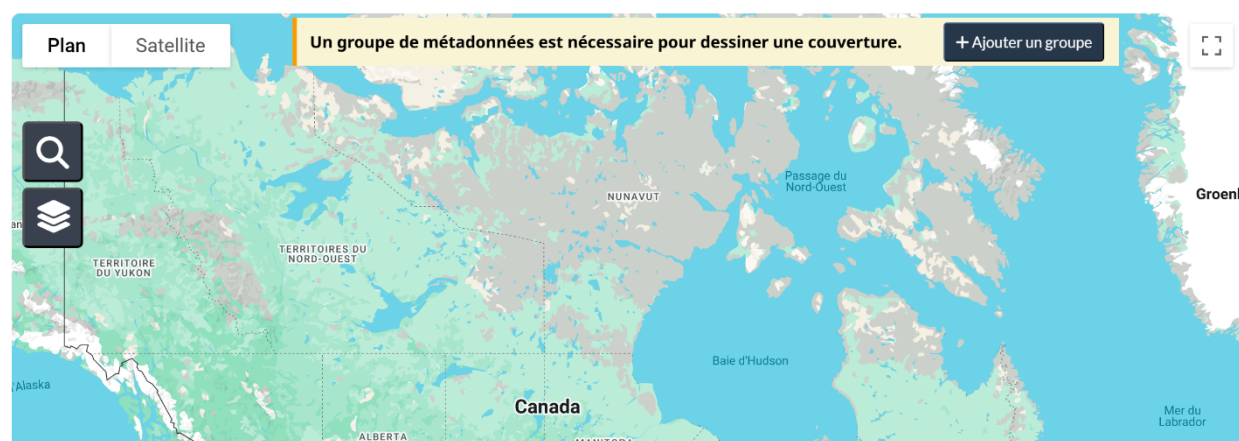 Plan
Satellite
Un groupe de métadonnées est nécessaire pour dessiner une couverture.
+ Ajouter un groupe
Passage du
Nord-Ouest
NUNAVUT
Groenl
TERRITOIRES DU
NORD-OUEST
TERRITOIRE
DU YUKON
Baie d'Hudson
d'Alaska
Canada
Mer du
Labrador
ALBERTA
MANITOBA